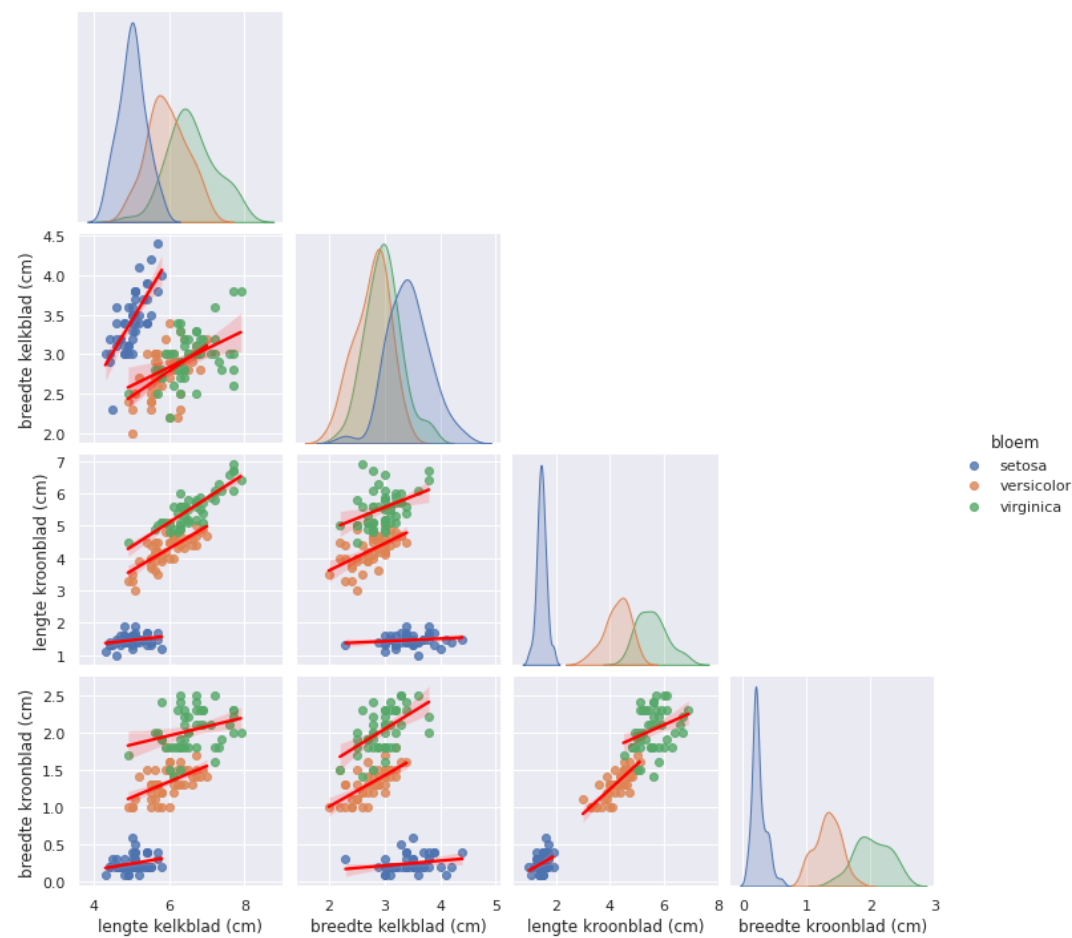 4.5
4.0
3.5
3.0
2.5
2.0
breedte kelkblad (cm)
7
6
5
4
3
2
1
lengte kroonblad (cm)
bloem
setosa
versicolor
virginica
2.5
2.0
1.5
1.0
0.5
0.0
breedte kroonblad (cm)
4 6 8
lengte kelkblad (cm)
2 3 4 5
breedte kelkblad (cm)
2 4 6 8
lengte kroonblad (cm)
0 1 2 3
breedte kroonblad (cm)